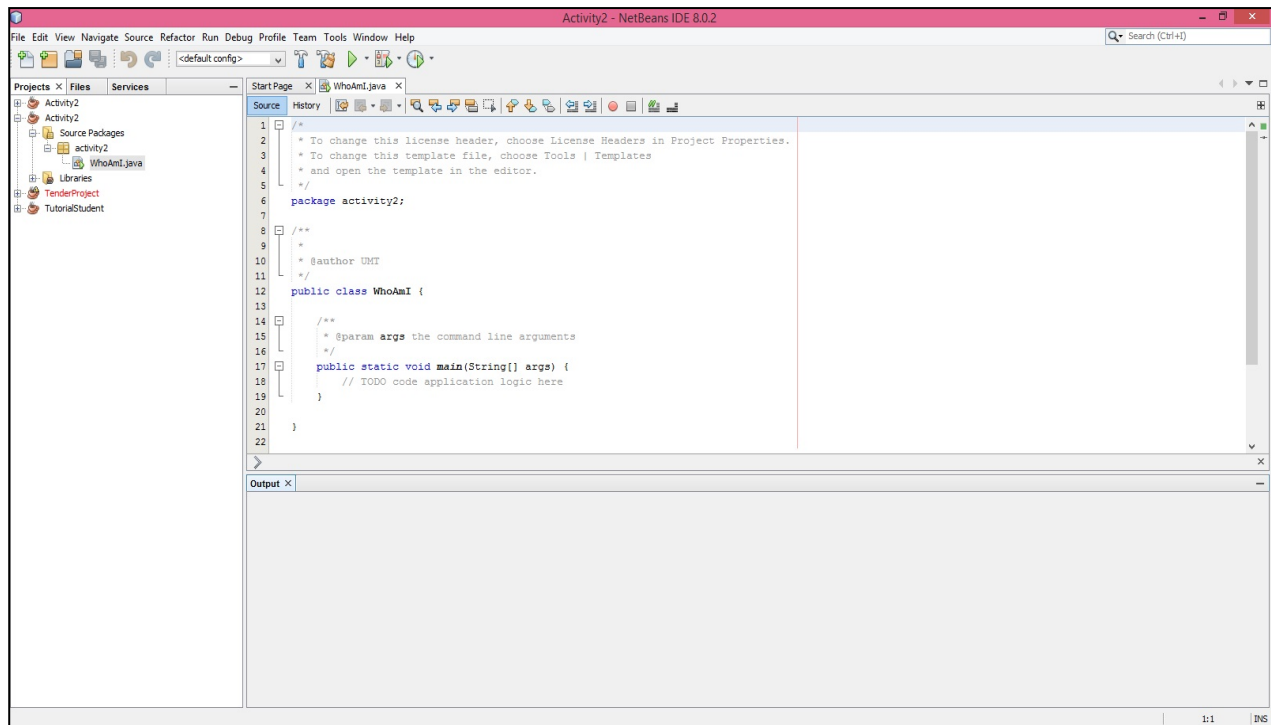 Activity2 - NetBeans IDE 8.0.2
File Edit View Navigate Source Refactor Run Debug Profile Team Tools Window Help
Search (Ctrl+I)
<default config>
Projects Files Services
Start Page WhoAmI.java
Activity2
Activity2
Source Packages
activity2
WhoAmI.java
Libraries
TenderProject
TutorialStudent
Source History
1 /*
2 * To change this license header, choose License Headers in Project Properties.
3 * To change this template file, choose Tools | Templates
4 * and open the template in the editor.
5 */
6 package activity2;
7
8 /**
9 *
10 * @author UMT
11 */
12 public class WhoAmI {
13
14 /**
15 * @param args the command line arguments
16 */
17 public static void main(String[] args) {
18 // TODO code application logic here
19 }
20
21 }
22
Output
1:1 INS